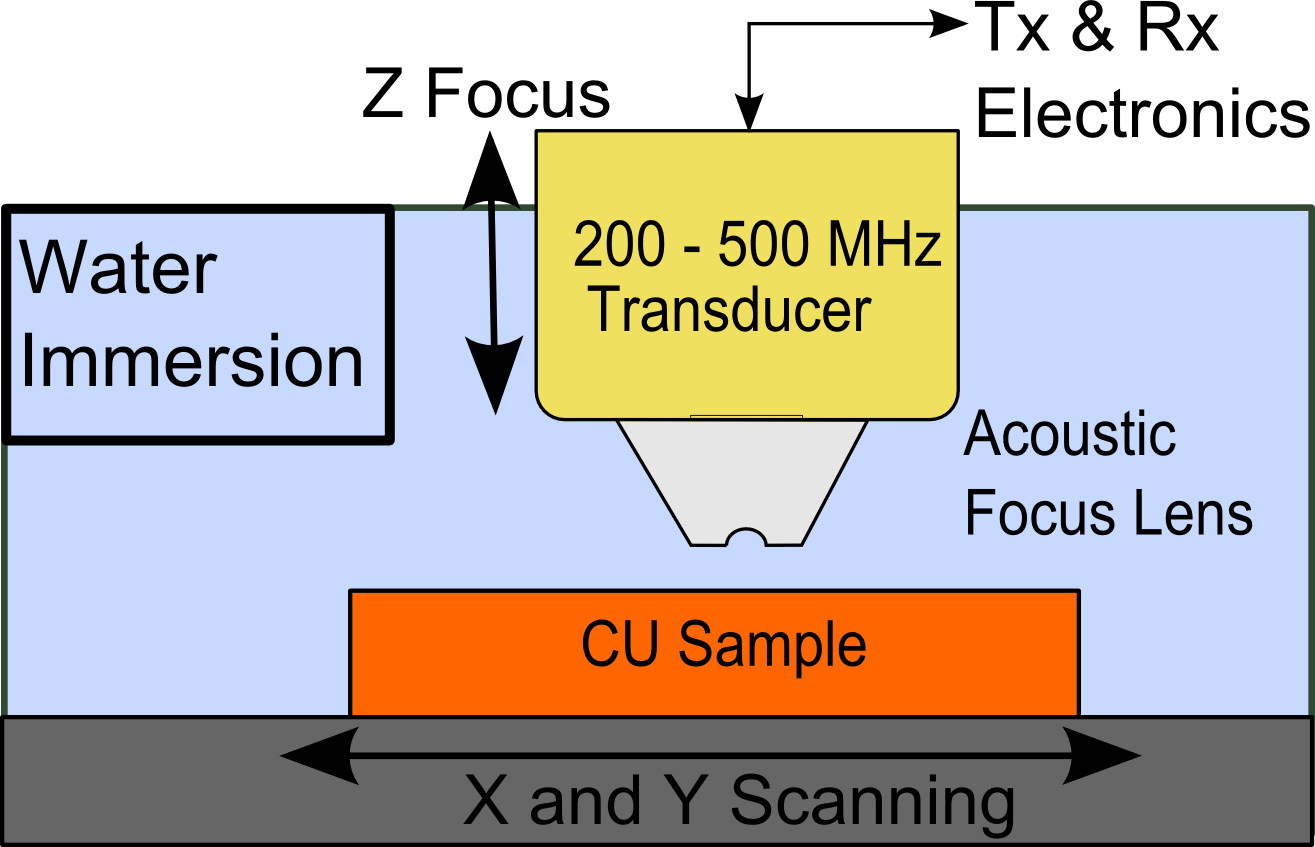 Tx & Rx
Electronics
Z Focus
Water
Immersion
200 - 500 MHz
Transducer
Acoustic
Focus Lens
CU Sample
X and Y Scanning